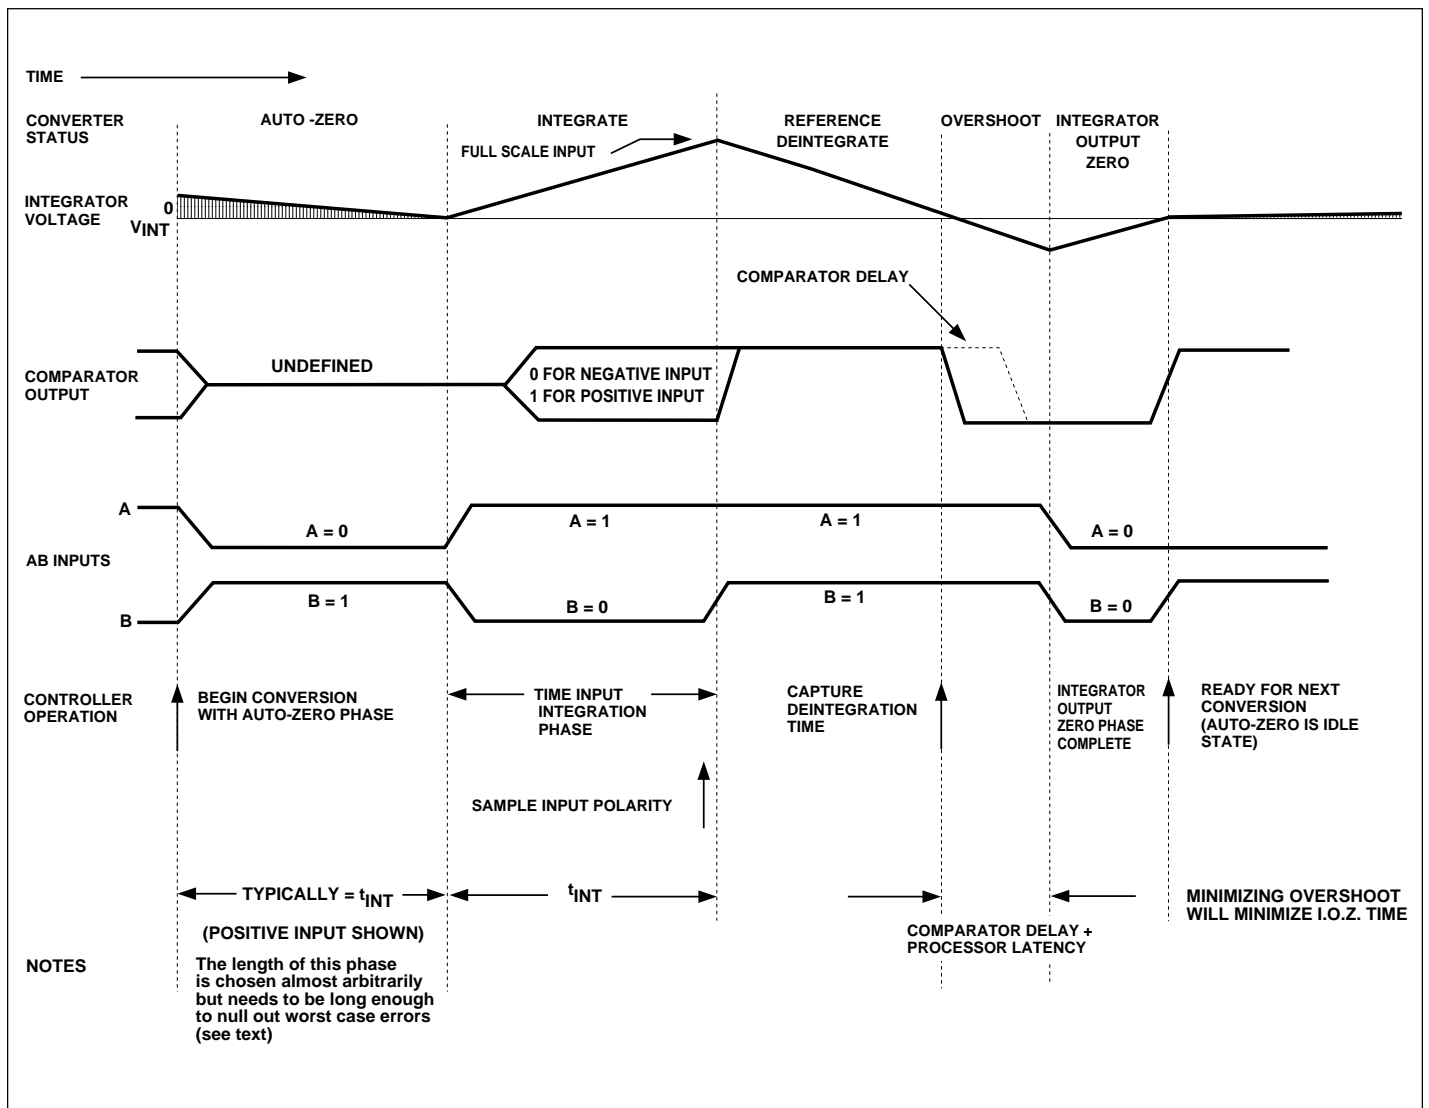 TIME
CONVERTER
STATUS
AUTO -ZERO
INTEGRATE
REFERENCE
DEINTEGRATE
OVERSHOOT
INTEGRATOR
OUTPUT
ZERO
FULL SCALE INPUT
INTEGRATOR
VOLTAGE
0
VINT
COMPARATOR DELAY
COMPARATOR
OUTPUT
UNDEFINED
0 FOR NEGATIVE INPUT
1 FOR POSITIVE INPUT
AB INPUTS
A
A = 0
A = 1
A = 1
A = 0
B
B = 1
B = 0
B = 1
B = 0
CONTROLLER
OPERATION
BEGIN CONVERSION
WITH AUTO-ZERO PHASE
TIME INPUT
INTEGRATION
PHASE
CAPTURE
DEINTEGRATION
TIME
INTEGRATOR
OUTPUT
ZERO PHASE
COMPLETE
READY FOR NEXT
CONVERSION
(AUTO-ZERO IS IDLE
STATE)
SAMPLE INPUT POLARITY
TYPICALLY = tINT
tINT
MINIMIZING OVERSHOOT
WILL MINIMIZE I.O.Z. TIME
(POSITIVE INPUT SHOWN)
COMPARATOR DELAY +
PROCESSOR LATENCY
NOTES
The length of this phase
is chosen almost arbitrarily
but needs to be long enough
to null out worst case errors
(see text)